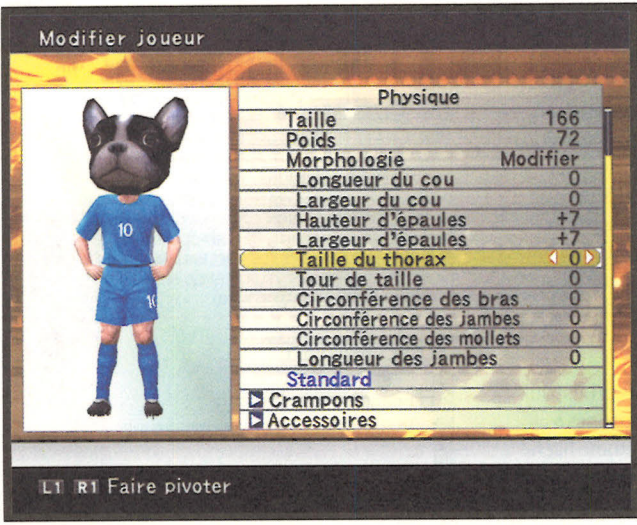 Modifier joueur
Physique
Taille 166
Poids 72
Morphologie Modifier
Longueur du cou 0
Largeur du cou 0
Hauteur d'épaules +7
Largeur d'épaules +7
Taille du thorax 0
Tour de taille 0
Circonférence des bras 0
Circonférence des jambes 0
Circonférence des mollets 0
Longueur des jambes 0
Standard
Crampons
Accessoires
10
10
L1 R1 Faire pivoter